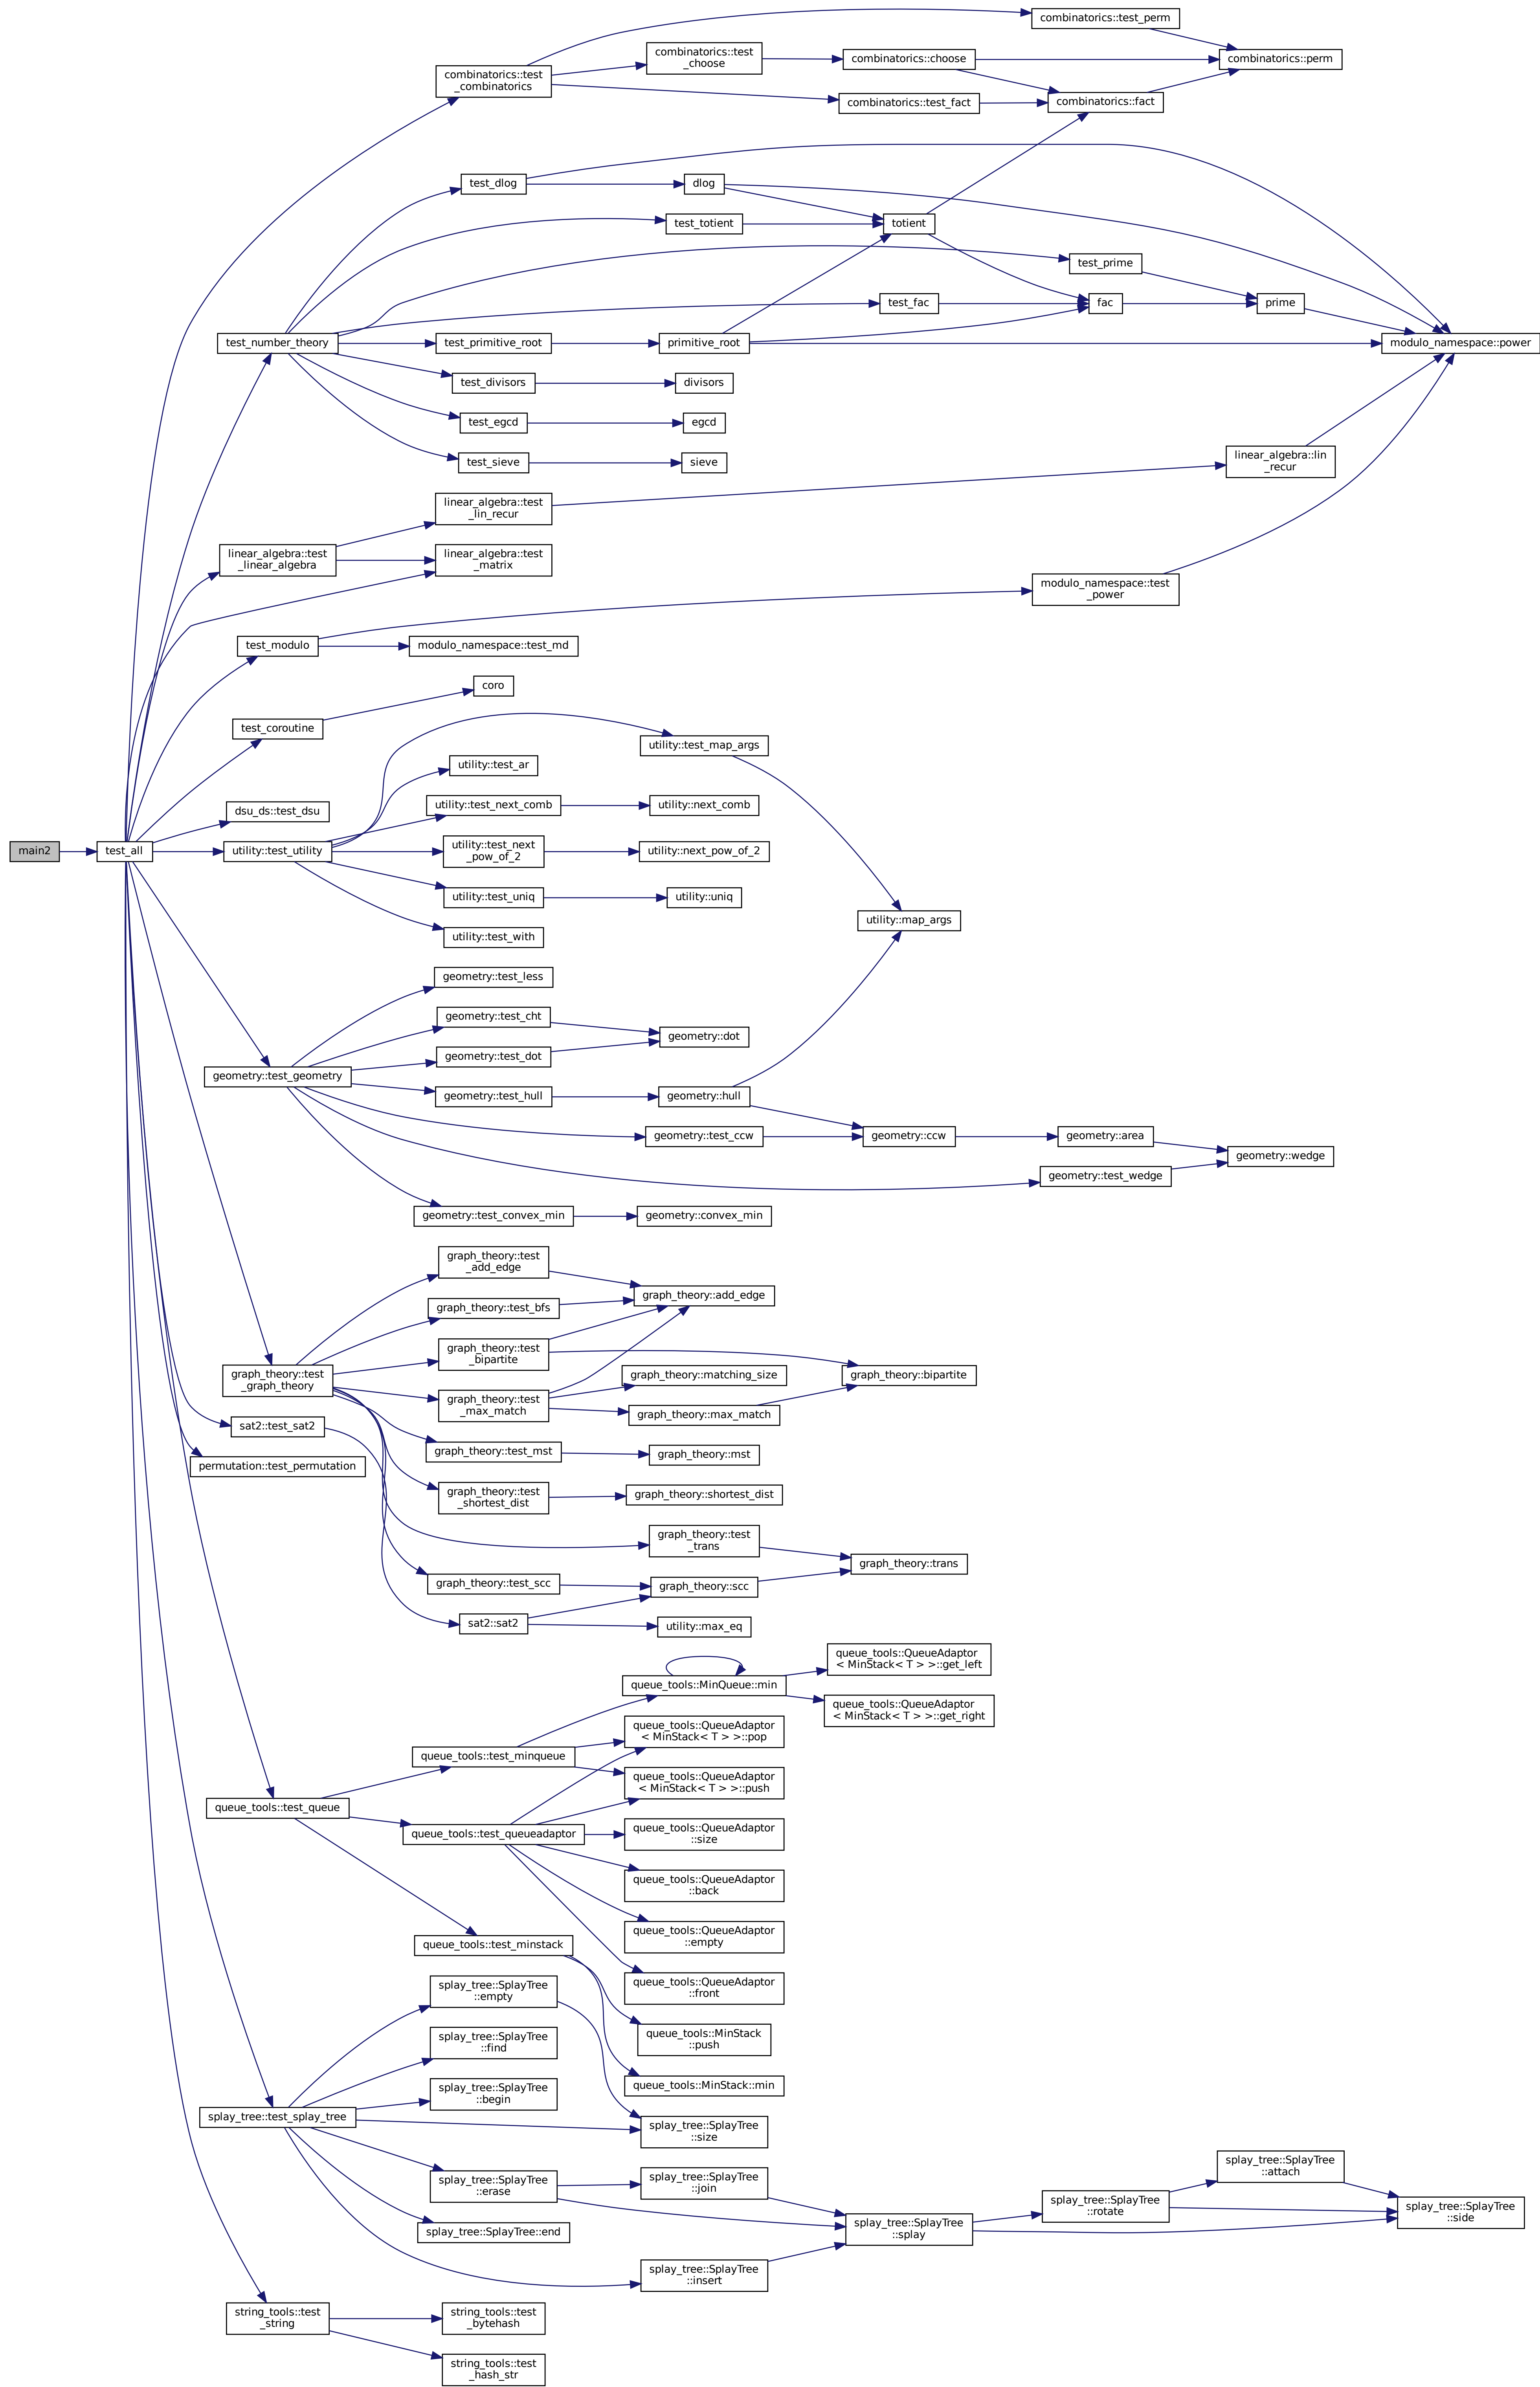 combinatorics::test_perm
combinatorics::test
_choose
combinatorics::choose
combinatorics::perm
combinatorics::test
_combinatorics
combinatorics::test_fact
combinatorics::fact
test_dlog
dlog
test_totient
totient
test_prime
test_fac
fac
prime
test_number_theory
test_primitive_root
primitive_root
modulo_namespace::power
test_divisors
divisors
test_egcd
egcd
test_sieve
sieve
linear_algebra::lin
_recur
linear_algebra::test
_lin_recur
linear_algebra::test
_linear_algebra
linear_algebra::test
_matrix
modulo_namespace::test
_power
test_modulo
modulo_namespace::test_md
coro
test_coroutine
utility::test_map_args
utility::test_ar
dsu_ds::test_dsu
utility::test_next_comb
utility::next_comb
main2
test_all
utility::test_utility
utility::test_next
_pow_of_2
utility::next_pow_of_2
utility::test_uniq
utility::uniq
utility::map_args
utility::test_with
geometry::test_less
geometry::test_cht
geometry::dot
geometry::test_dot
geometry::test_geometry
geometry::test_hull
geometry::hull
geometry::test_ccw
geometry::ccw
geometry::area
geometry::wedge
geometry::test_wedge
geometry::test_convex_min
geometry::convex_min
graph_theory::test
_add_edge
graph_theory::add_edge
graph_theory::test_bfs
graph_theory::test
_bipartite
graph_theory::test
_graph_theory
graph_theory::matching_size
graph_theory::bipartite
graph_theory::test
_max_match
graph_theory::max_match
sat2::test_sat2
graph_theory::test_mst
graph_theory::mst
permutation::test_permutation
graph_theory::test
_shortest_dist
graph_theory::shortest_dist
graph_theory::test
_trans
graph_theory::trans
graph_theory::test_scc
graph_theory::scc
sat2::sat2
utility::max_eq
queue_tools::QueueAdaptor
< MinStack< T > >::get_left
queue_tools::MinQueue::min
queue_tools::QueueAdaptor
< MinStack< T > >::get_right
queue_tools::QueueAdaptor
< MinStack< T > >::pop
queue_tools::test_minqueue
queue_tools::QueueAdaptor
< MinStack< T > >::push
queue_tools::test_queue
queue_tools::test_queueadaptor
queue_tools::QueueAdaptor
::size
queue_tools::QueueAdaptor
::back
queue_tools::QueueAdaptor
::empty
queue_tools::test_minstack
queue_tools::QueueAdaptor
::front
splay_tree::SplayTree
::empty
queue_tools::MinStack
::push
splay_tree::SplayTree
::find
queue_tools::MinStack::min
splay_tree::SplayTree
::begin
splay_tree::test_splay_tree
splay_tree::SplayTree
::size
splay_tree::SplayTree
::attach
splay_tree::SplayTree
::erase
splay_tree::SplayTree
::join
splay_tree::SplayTree
::rotate
splay_tree::SplayTree
::side
splay_tree::SplayTree::end
splay_tree::SplayTree
::splay
splay_tree::SplayTree
::insert
string_tools::test
_string
string_tools::test
_bytehash
string_tools::test
_hash_str